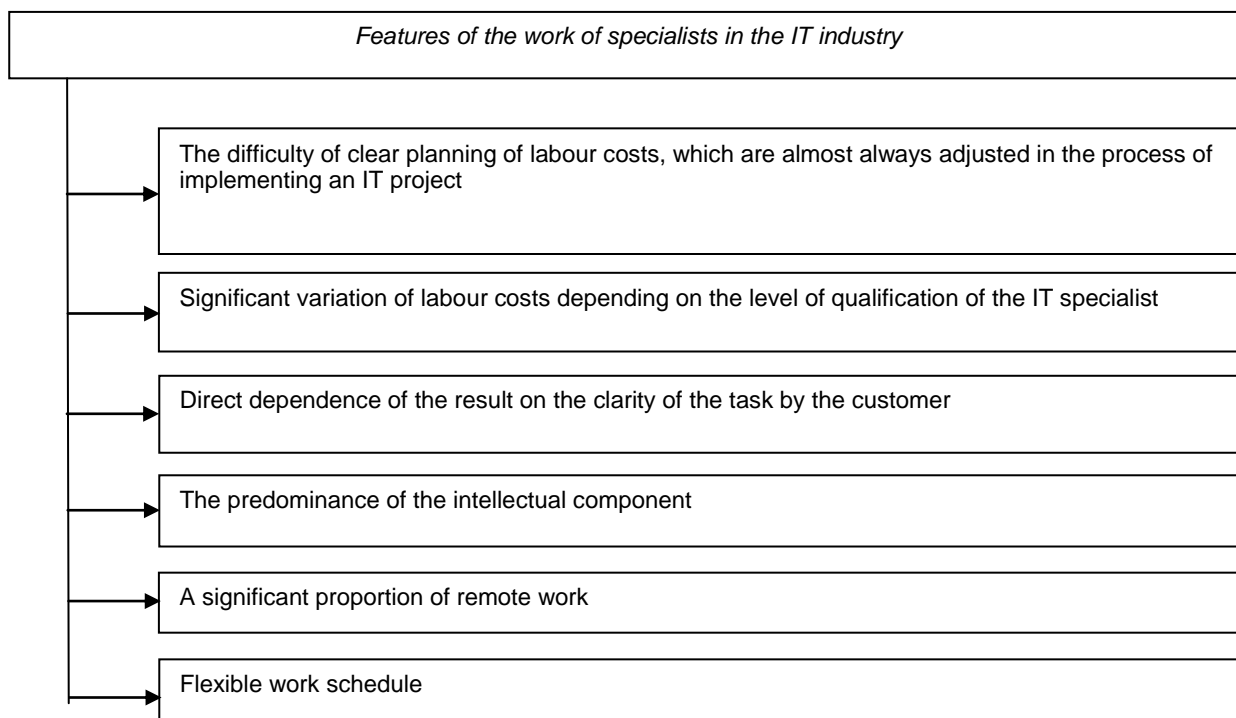 Features of the work of specialists in the IT industry
The difficulty of clear planning of labour costs, which are almost always adjusted in the process of
implementing an IT project
Significant variation of labour costs depending on the level of qualification of the IT specialist
Direct dependence of the result on the clarity of the task by the customer
The predominance of the intellectual component
A significant proportion of remote work
Flexible work schedule